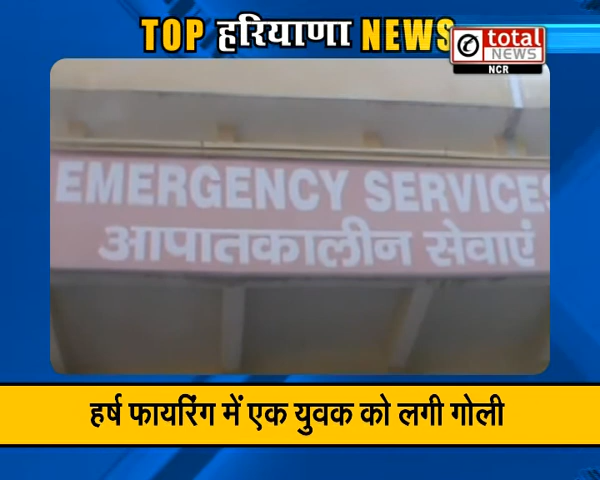 TOP हरियाणा NEWS
total
NEWS
NCR
EMERGENCY SERVICES
आपातकालीन सेवाएं
हर्ष फायरिंग में एक युवक को लगी गोली